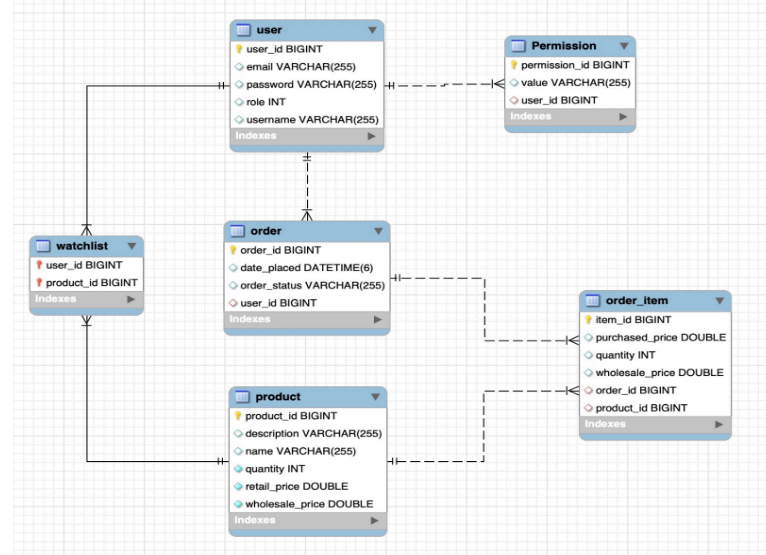 user
user_id BIGINT
email VARCHAR(255)
password VARCHAR(255)
role INT
username VARCHAR(255)
Indexes
Permission
permission_id BIGINT
value VARCHAR(255)
user_id BIGINT
Indexes
watchlist
user_id BIGINT
product_id BIGINT
Indexes
order
order_id BIGINT
date_placed DATETIME(6)
order_status VARCHAR(255)
user_id BIGINT
Indexes
order_item
item_id BIGINT
purchased_price DOUBLE
quantity INT
wholesale_price DOUBLE
order_id BIGINT
product_id BIGINT
Indexes
product
product_id BIGINT
description VARCHAR(255)
name VARCHAR(255)
quantity INT
retail_price DOUBLE
wholesale_price DOUBLE
Indexes